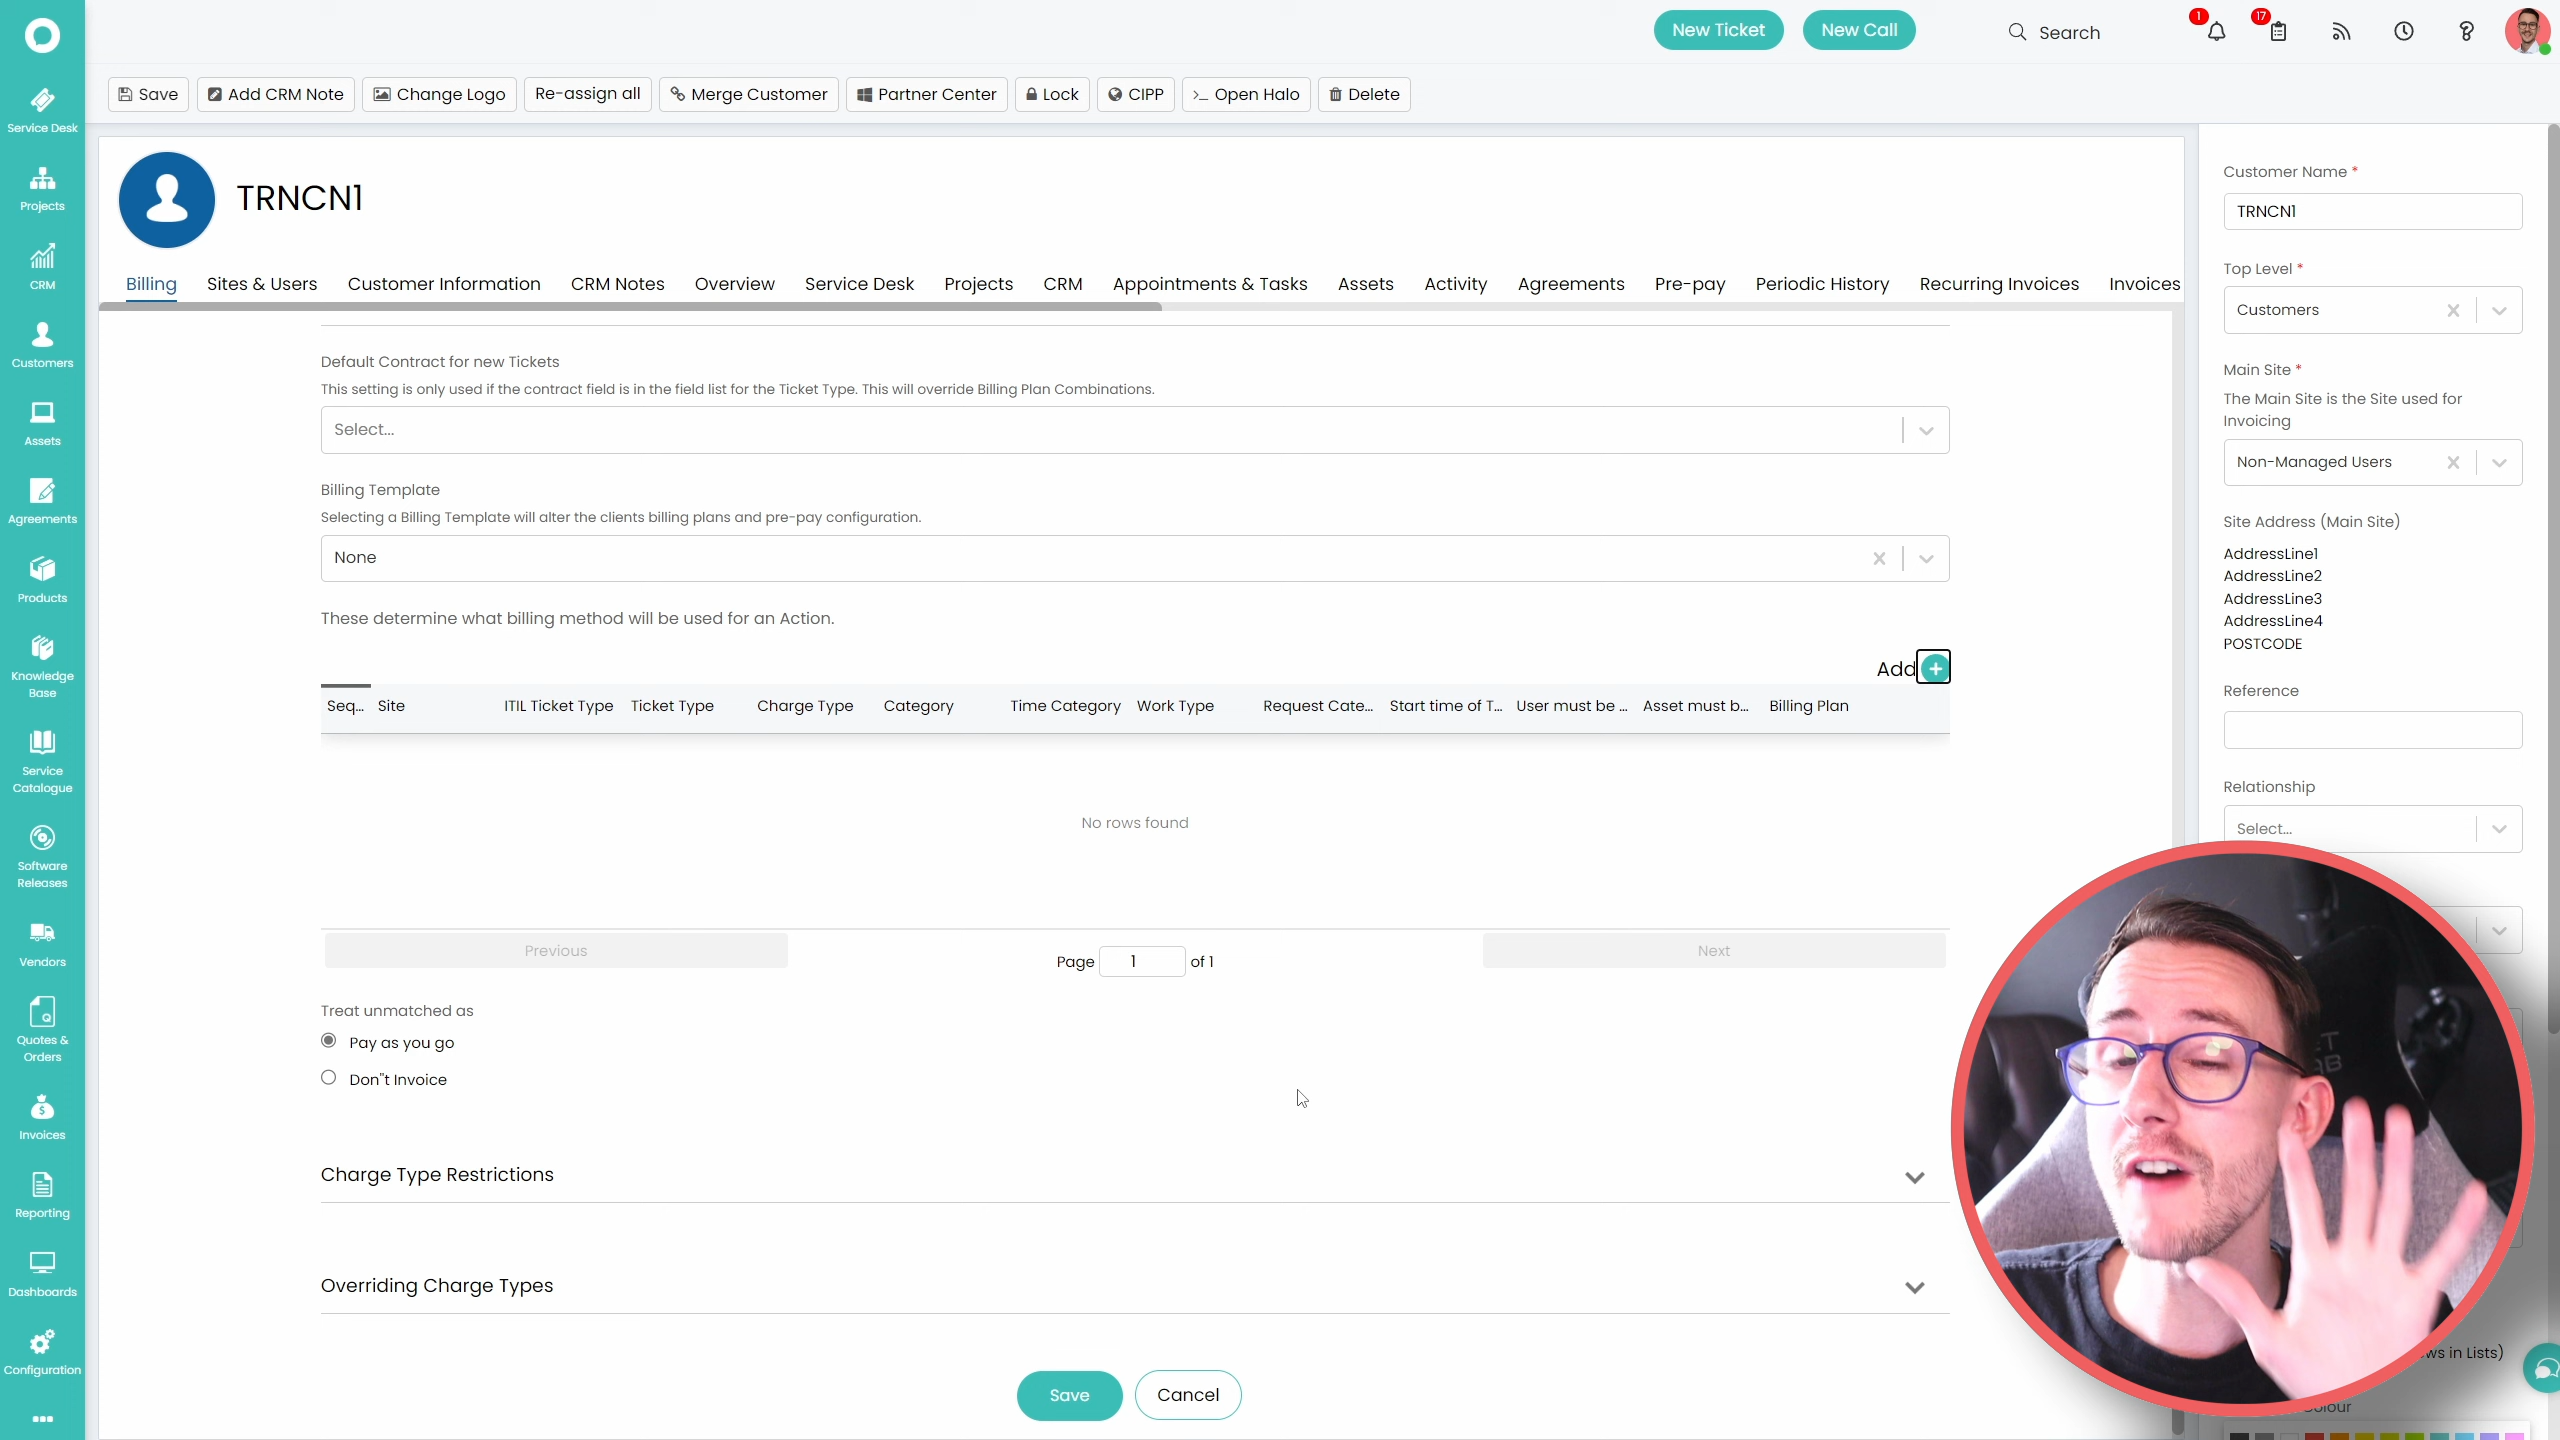 New Ticket
New Call
Search
1
17
Save
Add CRM Note
Change Logo
Re-assign all
Merge Customer
Partner Center
Lock
CIPP
Open Halo
Delete
Service Desk
Projects
CRM
Customers
Assets
Agreements
Products
Knowledge
Base
Service
Catalogue
Software
Releases
Vendors
Quotes &
Orders
Invoices
Reporting
Dashboards
Configuration
TRNCN1
Billing
Sites & Users
Customer Information
CRM Notes
Overview
Service Desk
Projects
CRM
Appointments & Tasks
Assets
Activity
Agreements
Pre-pay
Periodic History
Recurring Invoices
Invoices
Default Contract for new Tickets
This setting is only used if the contract field is in the field list for the Ticket Type. This will override Billing Plan Combinations.
Select...
Billing Template
Selecting a Billing Template will alter the clients billing plans and pre-pay configuration.
None
These determine what billing method will be used for an Action.
Add
Seq... Site ITIL Ticket Type Ticket Type Charge Type Category Time Category Work Type Request Cate... Start time of T... User must be ... Asset must b... Billing Plan
No rows found
Previous
Page 1 of 1
Next
Treat unmatched as
Pay as you go
Don"t Invoice
Charge Type Restrictions
Overriding Charge Types
Save
Cancel
Customer Name *
TRNCN1
Top Level *
Customers
Main Site *
The Main Site is the Site used for
Invoicing
Non-Managed Users
Site Address (Main Site)
AddressLine1
AddressLine2
AddressLine3
AddressLine4
POSTCODE
Reference
Relationship
Select...
ws in Lists)
olour